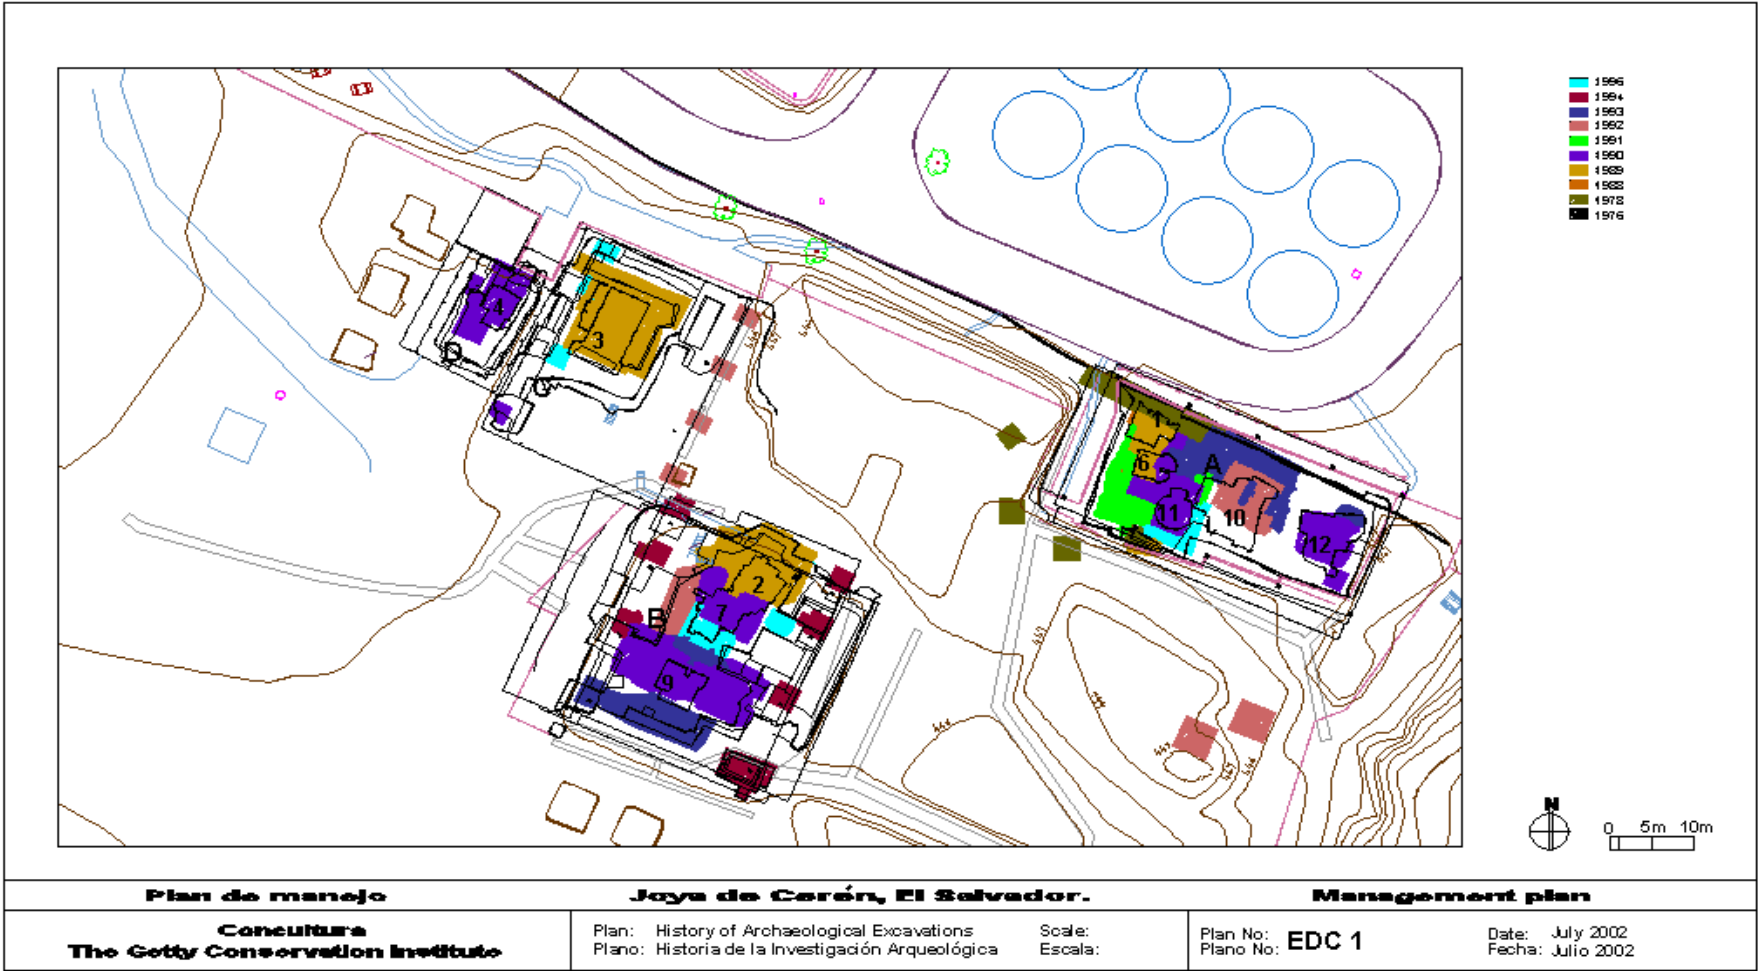 1996
1994
1993
1992
1991
1990
1989
1988
1978
1976
4
D
3
C
1
6
A
11
10
12
2
7
B
9
N
0 5m 10m
Plan de manejo
Joya de Cerén, El Salvador.
Management plan
Concultura
The Getty Conservation Institute
Plan: History of Archaeological Excavations
Plano: Historia de la Investigación Arqueológica
Scale:
Escala:
Plan No:
Plano No: EDC 1
Date: July 2002
Fecha: Julio 2002